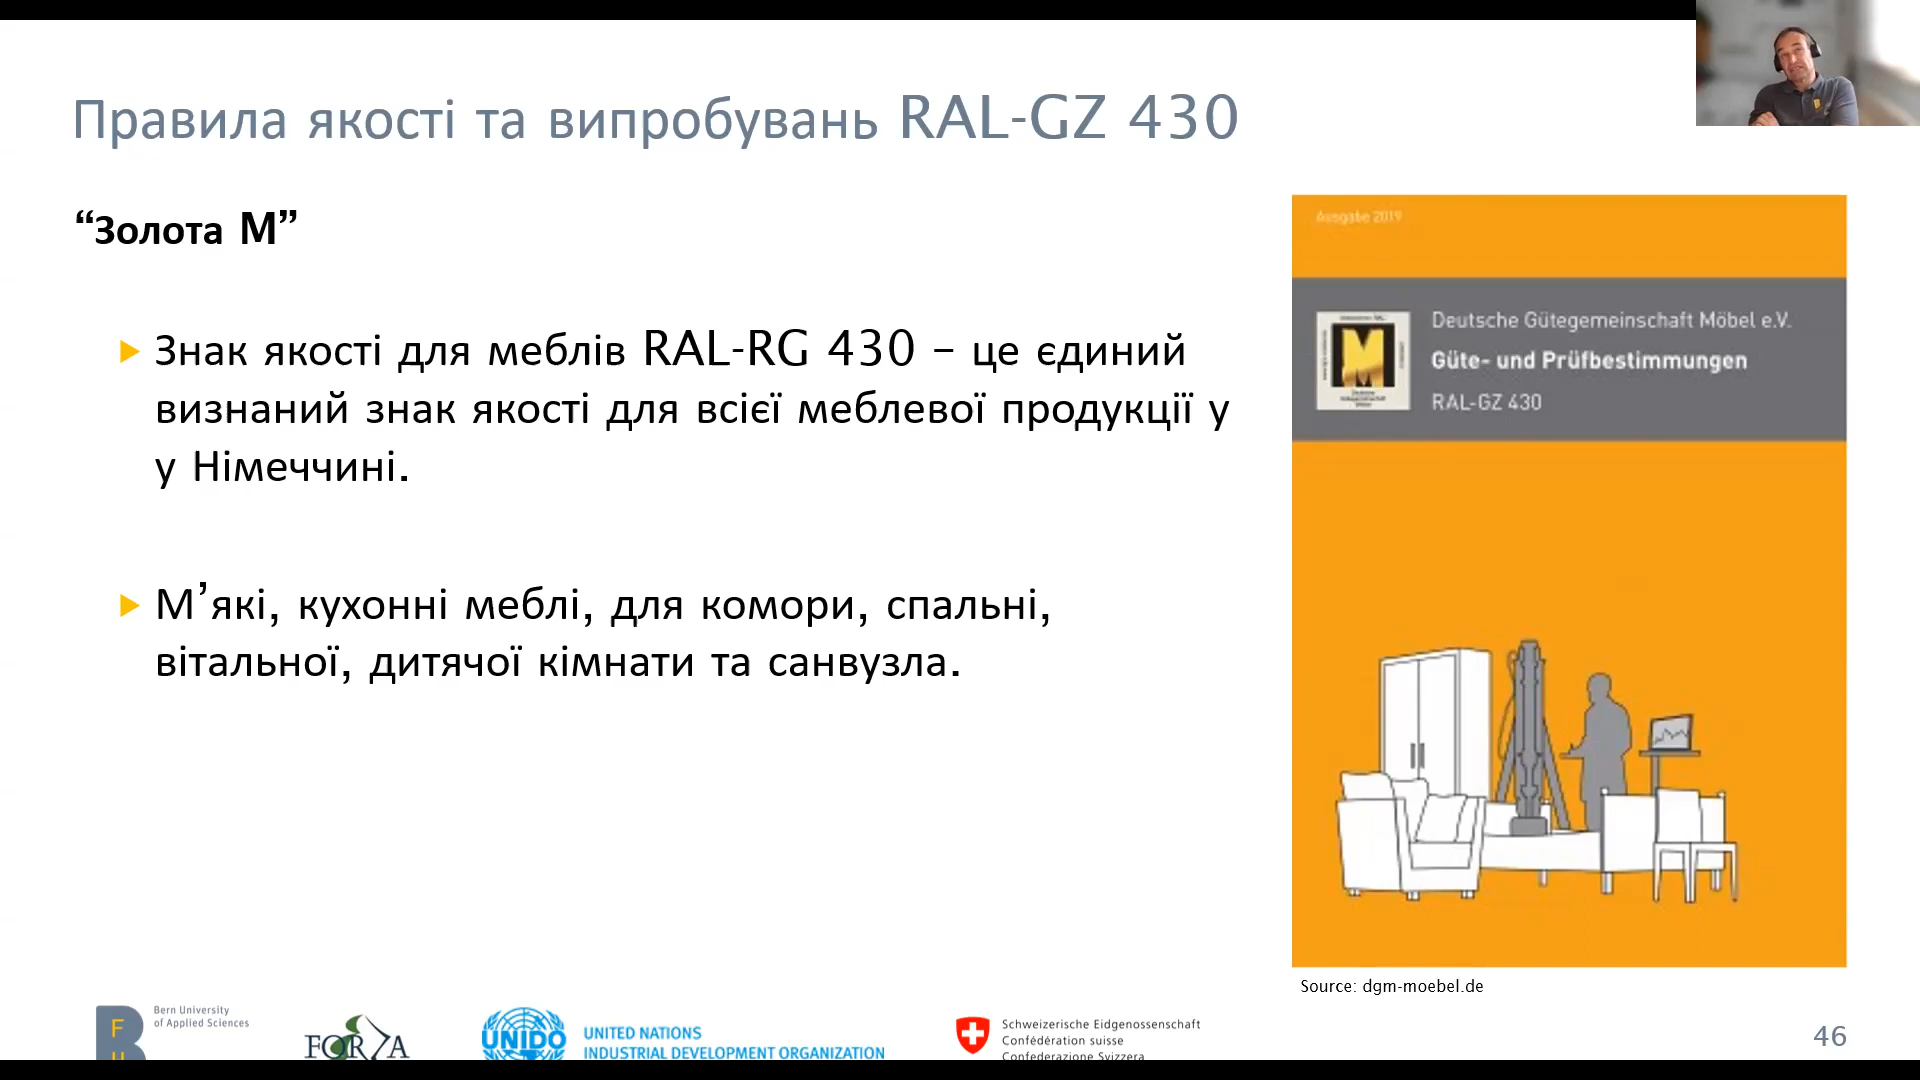 Правила якості та випробувань RAL-GZ 430
“Золота М”
Знак якості для меблів RAL-RG 430 – це єдиний
визнаний знак якості для всієї меблевої продукції у
у Німеччині.
М’які, кухонні меблі, для комори, спальні,
вітальної, дитячої кімнати та санвузла.
Ausgabe 2019
M
Deutsche Gütegemeinschaft Möbel e.V.
Güte- und Prüfbestimmungen
RAL-GZ 430
Source: dgm-moebel.de
B
F
Bern University
of Applied Sciences
FORZA
UNIDO
UNITED NATIONS
INDUSTRIAL DEVELOPMENT ORGANIZATION
Schweizerische Eidgenossenschaft
Confédération suisse
Confederazione Svizzera
46